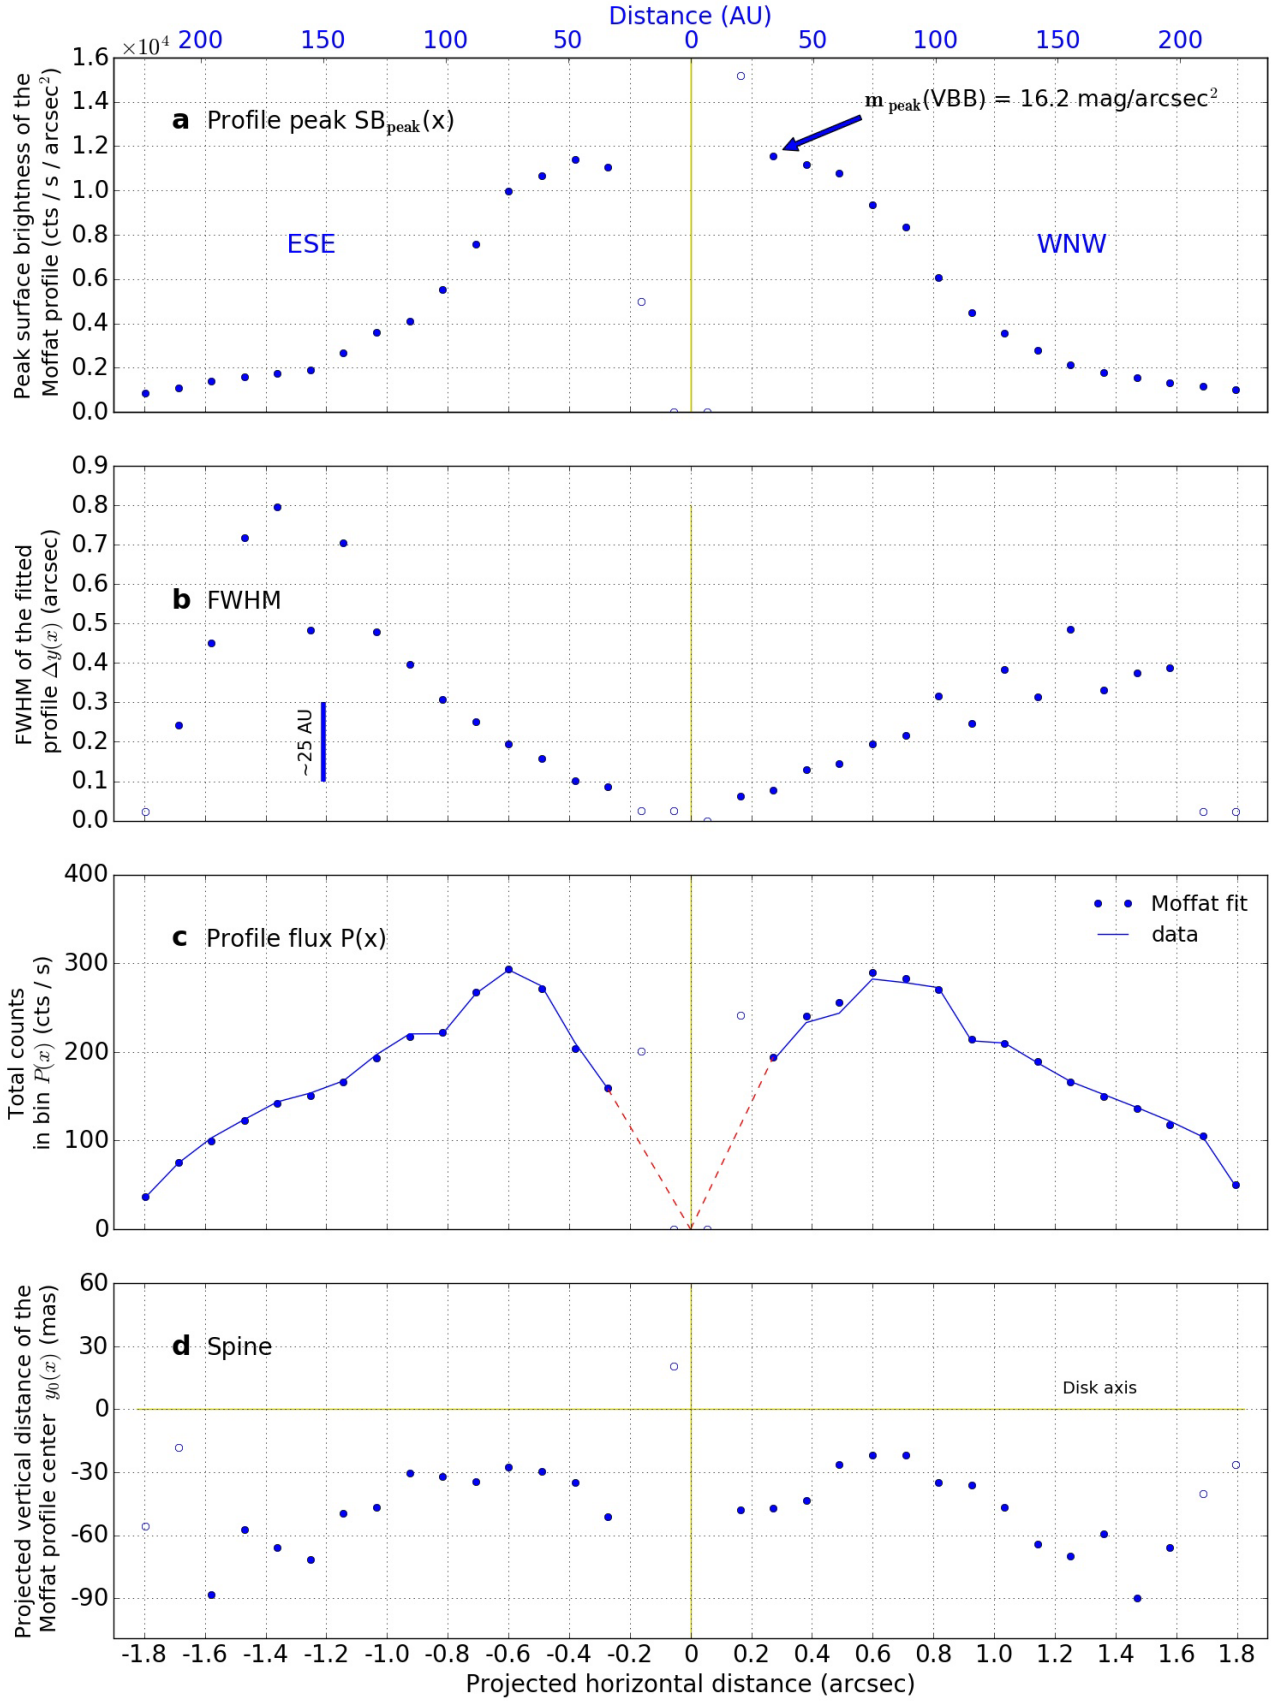 Distance (AU)
×10⁴ 200 150 100 50 0 50 100 150 200
Peak surface brightness of the
Moffat profile (cts / s / arcsec²)
1.6
1.4
1.2
1.0
0.8
0.6
0.4
0.2
0.0
a Profile peak SB_peak(x)
m_peak(VBB) = 16.2 mag/arcsec²
ESE
WNW
FWHM of the fitted
profile Δy(x) (arcsec)
0.9
0.8
0.7
0.6
0.5
0.4
0.3
0.2
0.1
0.0
b FWHM
~25 AU
Total counts
in bin P(x) (cts / s)
400
300
200
100
0
c Profile flux P(x)
Moffat fit
data
Projected vertical distance of the
Moffat profile center y₀(x) (mas)
60
30
0
-30
-60
-90
d Spine
Disk axis
-1.8 -1.6 -1.4 -1.2 -1.0 -0.8 -0.6 -0.4 -0.2 0 0.2 0.4 0.6 0.8 1.0 1.2 1.4 1.6 1.8
Projected horizontal distance (arcsec)